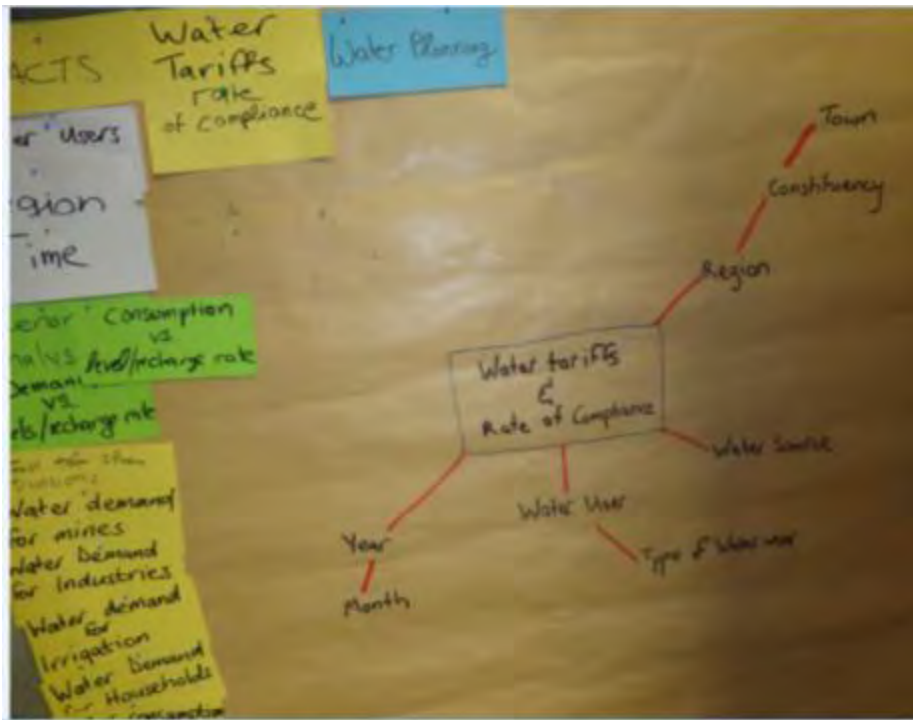 ACTS
Water
Tariffs
rate
of compliance
Water Planning
Users
gion
Time
Consumption
vs
level/recharge rate
vs
/recharge rate
Water demand
for mines
Water Demand
for Industries
Water demand
for
Irrigation
Water Demand
Households
Town
Constituency
Region
Water tariffs
&
Rate of Compliance
Water Source
Water User
Type of Water user
Year
Month